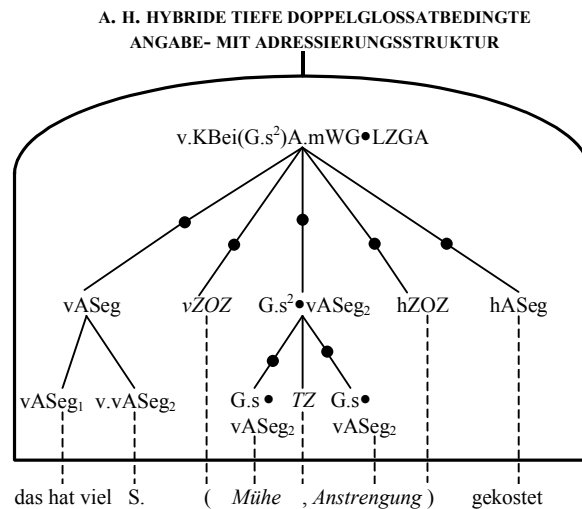 A. H. HYBRIDE TIEFE DOPPELGLOSSATBEDINGTE
ANGABE- MIT ADRESSIERUNGSSTRUKTUR
v.KBei(G.s²)A.mWG•LZGA
vASeg vZOZ G.s²•vASeg₂ hZOZ hASeg
vASeg₁ v.vASeg₂ G.s• TZ G.s•
vASeg₂ vASeg₂
das hat viel S. ( Mühe , Anstrengung ) gekostet